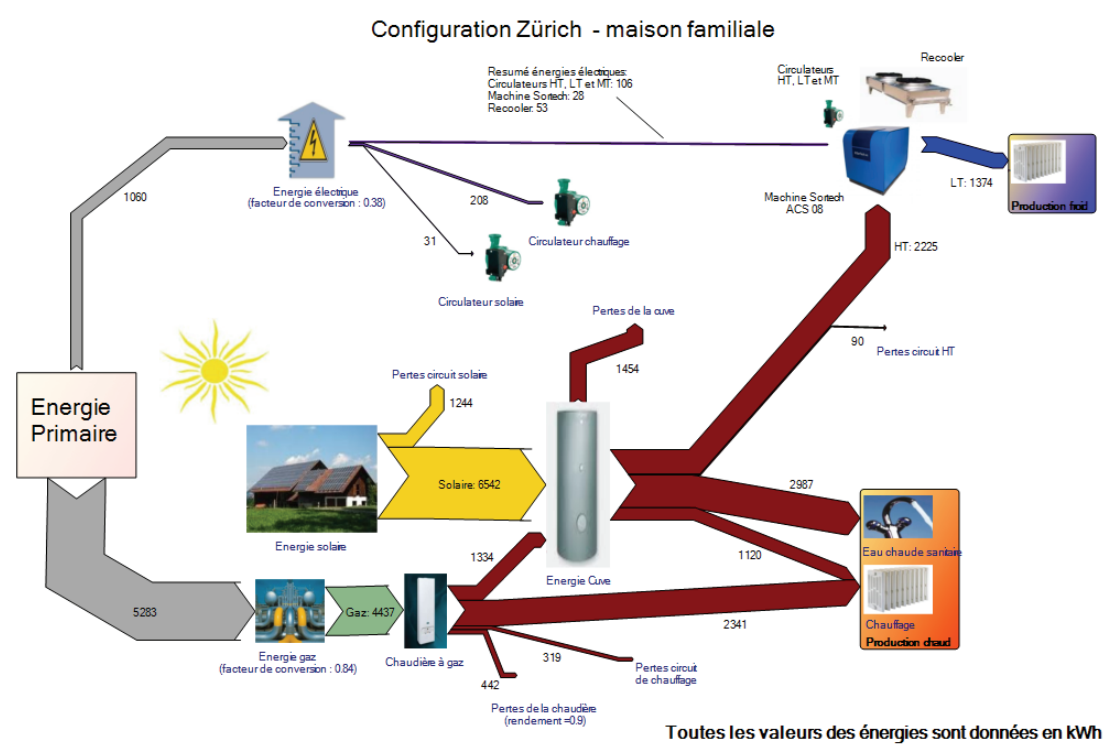 Configuration Zürich - maison familiale
Resumé énergies électriques:
Circulateurs HT, LT et MT: 106
Machine Sortech: 28
Recooler: 53
Circulateurs
HT, LT et MT
Recooler
1060
Energie électrique
(facteur de conversion : 0.38)
208
Circulateur chauffage
31
Circulateur solaire
Machine Sortech
ACS 08
LT: 1374
Production froid
HT: 2225
90
Pertes circuit HT
Pertes de la cuve
1454
Pertes circuit solaire
1244
Energie
Primaire
Solaire: 6542
Energie solaire
2987
Eau chaude sanitaire
1120
1334
Energie Cuve
5283
Gaz: 4437
2341
Chauffage
Production chaud
Energie gaz
(facteur de conversion : 0.84)
Chaudière à gaz
319
Pertes circuit
de chauffage
442
Pertes de la chaudière
(rendement =0.9)
Toutes les valeurs des énergies sont données en kWh